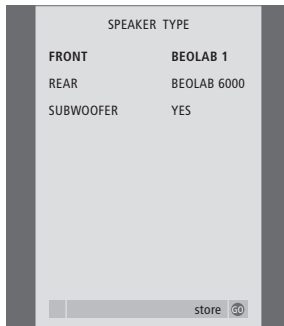 SPEAKER TYPE
FRONT BEOLAB 1
REAR BEOLAB 6000
SUBWOOFER YES
store GO